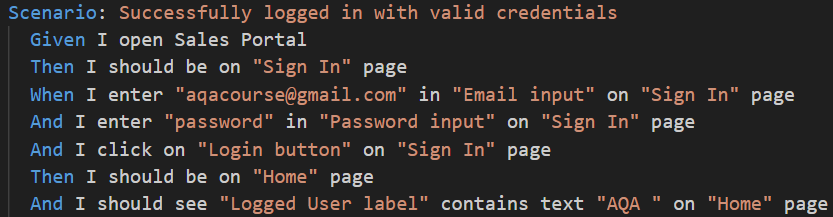 Scenario: Successfully logged in with valid credentials
Given I open Sales Portal
Then I should be on "Sign In" page
When I enter "aqacourse@gmail.com" in "Email input" on "Sign In" page
And I enter "password" in "Password input" on "Sign In" page
And I click on "Login button" on "Sign In" page
Then I should be on "Home" page
And I should see "Logged User label" contains text "AQA " on "Home" page